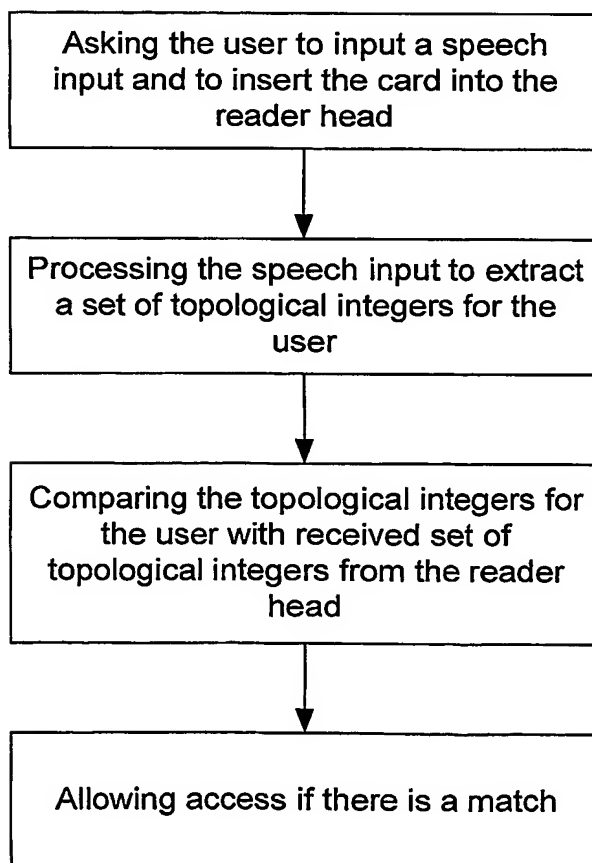 Asking the user to input a speech
input and to insert the card into the
reader head
Processing the speech input to extract
a set of topological integers for the
user
Comparing the topological integers for
the user with received set of
topological integers from the reader
head
Allowing access if there is a match